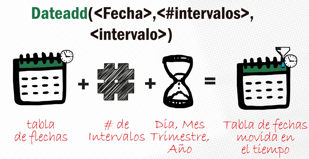 Dateadd(<Fecha>,<#intervalos>,
<intervalo>)
+ + =
tabla
de flechas
# de
Intervalos
Día, Mes
Trimestre,
Año
Tabla de fechas
movida en
el tiempo